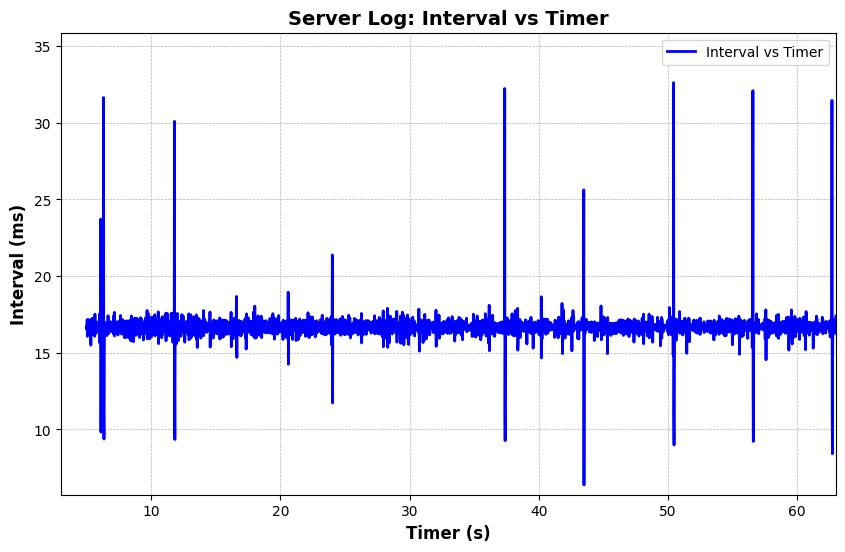 Server Log: Interval vs Timer
Interval vs Timer
Interval (ms)
35
30
25
20
15
10
10 20 30 40 50 60
Timer (s)